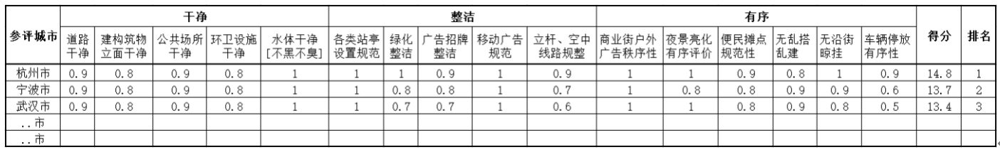 参评城市 干净 整洁 有序 得分 排名
道路干净 建构筑物立面干净 公共场所干净 环卫设施干净 水体干净[不黑不臭] 各类站亭设置规范 绿化整洁 广告招牌整洁 移动广告规范 立杆、空中线路规整 商业街户外广告秩序性 夜景亮化有序评价 便民摊点规范性 无乱搭乱建 无沿街晾挂 车辆停放有序性
杭州市 0.9 0.8 0.9 0.8 1 1 1 0.9 1 0.9 1 1 0.9 0.8 1 0.9 14.8 1
宁波市 0.9 0.8 0.9 0.8 1 1 0.8 0.8 1 0.7 1 0.8 0.8 0.9 0.9 0.6 13.7 2
武汉市 0.9 0.8 0.9 0.8 1 1 0.7 0.7 1 0.6 1 1 0.8 0.9 0.8 0.5 13.4 3
..市
..市